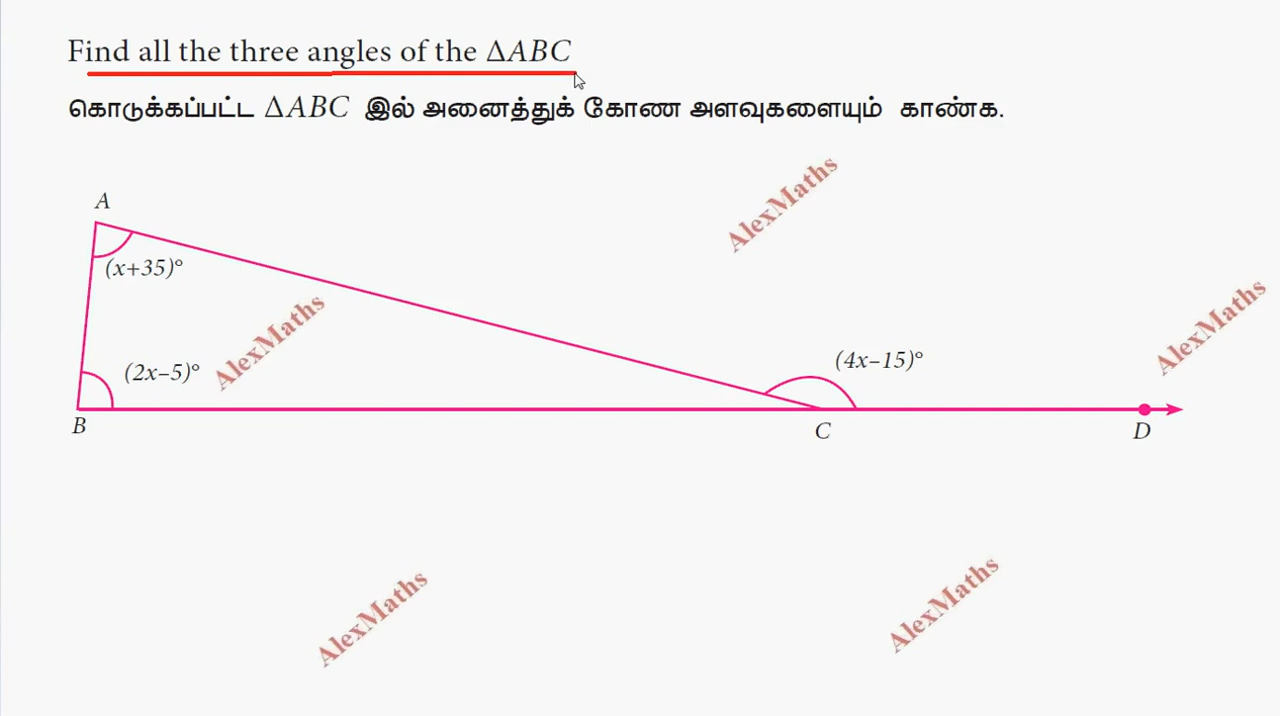 Find all the three angles of the ΔABC
கொடுக்கப்பட்ட ΔABC இல் அனைத்துக் கோண அளவுகளையும் காண்க.
AlexMaths
A
(x+35)°
AlexMaths
AlexMaths
(2x–5)°
(4x–15)°
B
C
D
AlexMaths
AlexMaths